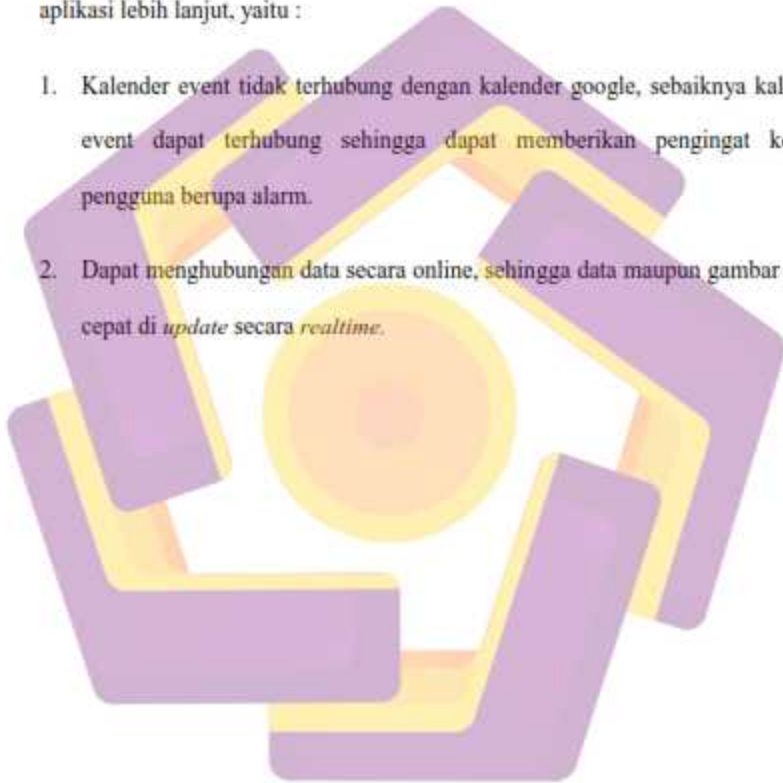 aplikasi lebih lanjut, yaitu :
1. Kalender event tidak terhubung dengan kalender google, sebaiknya kal
event dapat terhubung sehingga dapat memberikan pengingat k
pengguna berupa alarm.
2. Dapat menghubungan data secara online, sehingga data maupun gambar
cepat di update secara realtime.